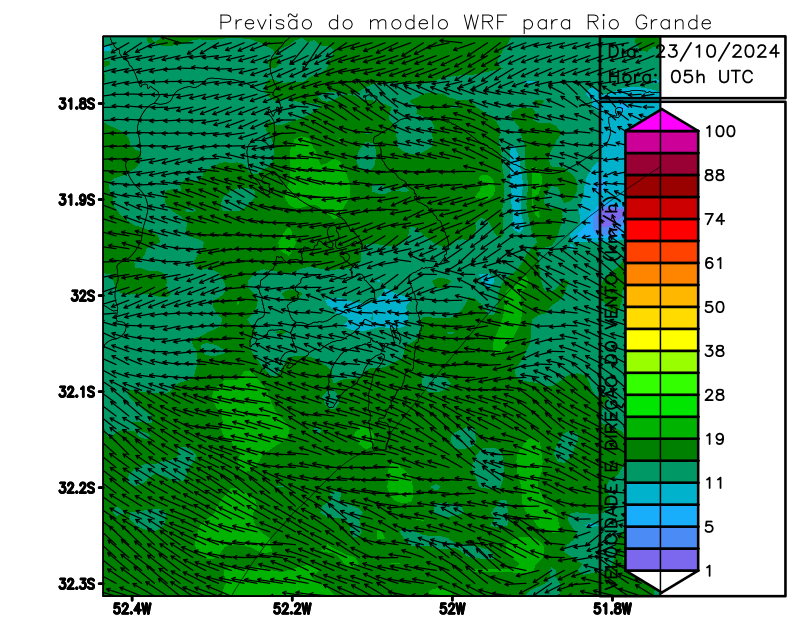 Previsão do modelo WRF para Rio Grande
Dia: 23/10/2024
Hora: 05h UTC
31.8S
31.9S
32S
32.1S
32.2S
32.3S
52.4W
52.2W
52W
51.8W
VELOCIDADE E DIREÇÃO DO VENTO (km/h)
100
88
74
61
50
38
28
19
11
5
1